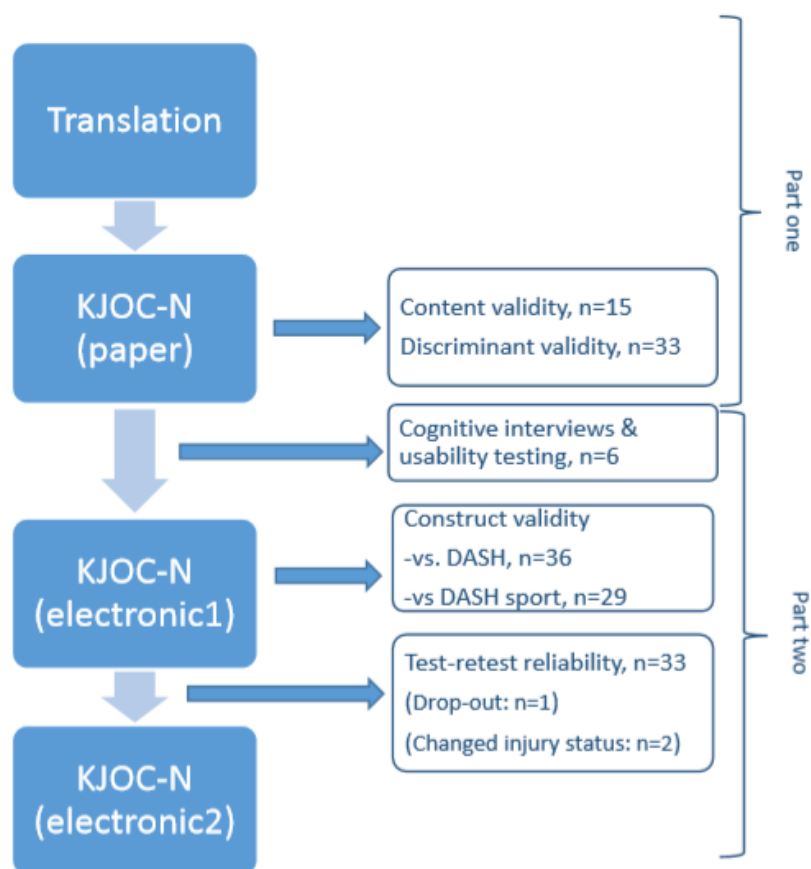 Translation
Part one
KJOC-N
(paper)
Content validity, n=15
Discriminant validity, n=33
Cognitive interviews &
usability testing, n=6
KJOC-N
(electronic1)
Construct validity
-vs. DASH, n=36
-vs DASH sport, n=29
Part two
Test-retest reliability, n=33
(Drop-out: n=1)
(Changed injury status: n=2)
KJOC-N
(electronic2)